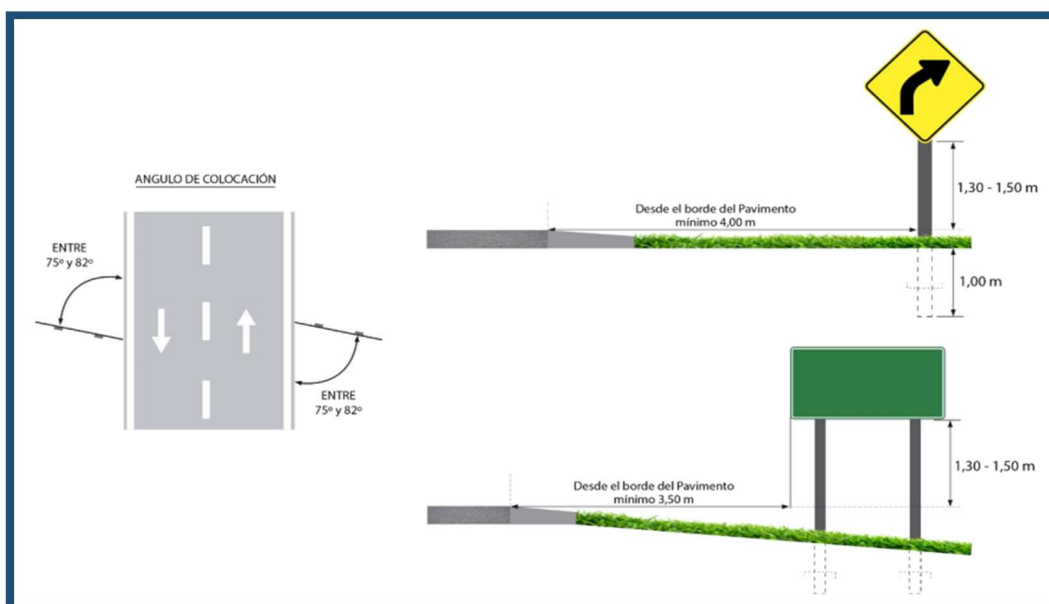 ANGULO DE COLOCACIÓN
ENTRE
75º y 82º
ENTRE
75º y 82º
Desde el borde del Pavimento
mínimo 4,00 m
1,30 - 1,50 m
1,00 m
Desde el borde del Pavimento
mínimo 3,50 m
1,30 - 1,50 m